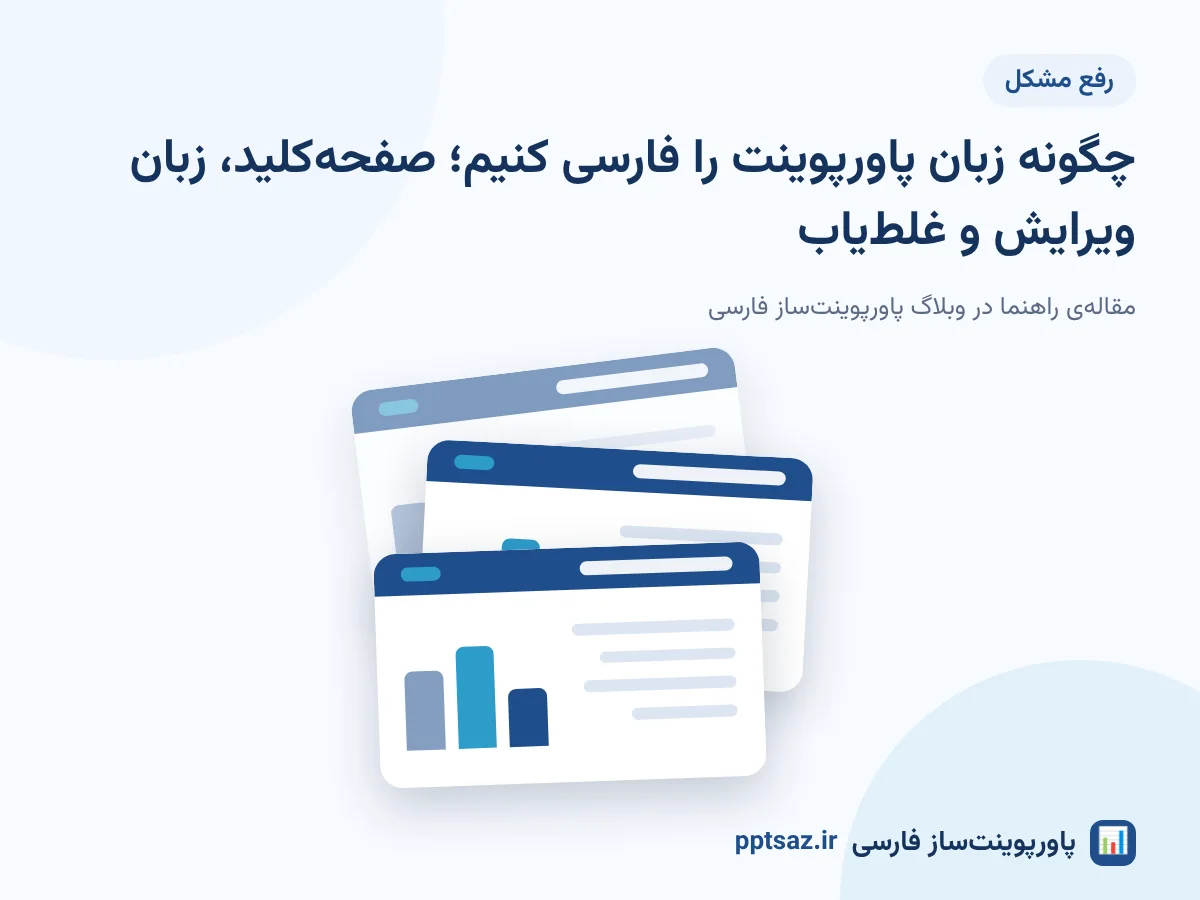 رفع مشکل
چگونه زبان پاورپوینت را فارسی کنیم؛ صفحه‌کلید، زبان
ویرایش و غلط‌یاب
مقاله‌ی راهنما در وبلاگ پاورپوینت‌ساز فارسی
پاورپوینت‌ساز فارسی pptsaz.ir